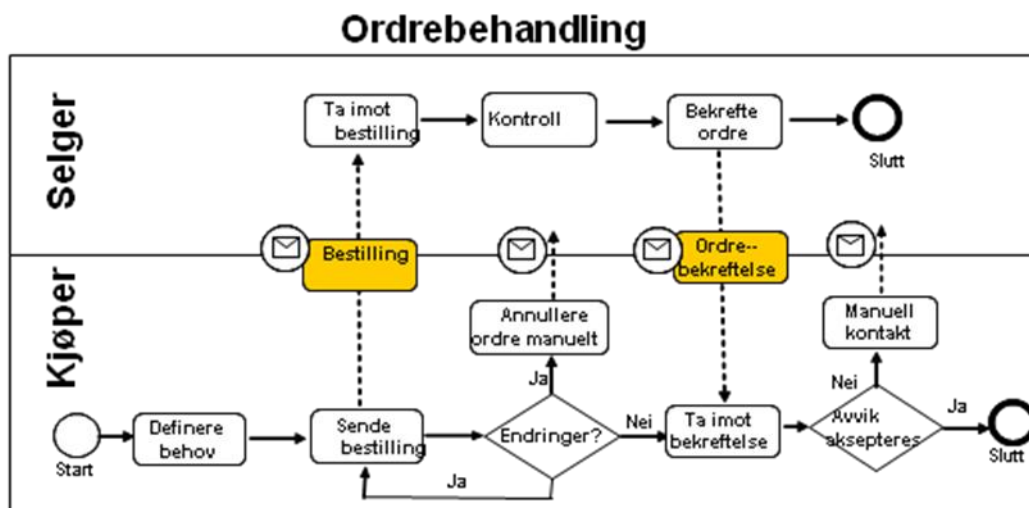 Ordrebehandling
Selger
Ta imot
bestilling
Kontroll
Bekrefte
ordre
Slutt
Bestilling
Ordre--
bekreftelse
Kjøper
Annullere
ordre manuelt
Manuell
kontakt
Ja
Nei
Start
Definere
behov
Sende
bestilling
Endringer?
Nei
Ta imot
bekreftelse
Avvik
aksepteres
Ja
Slutt
Ja